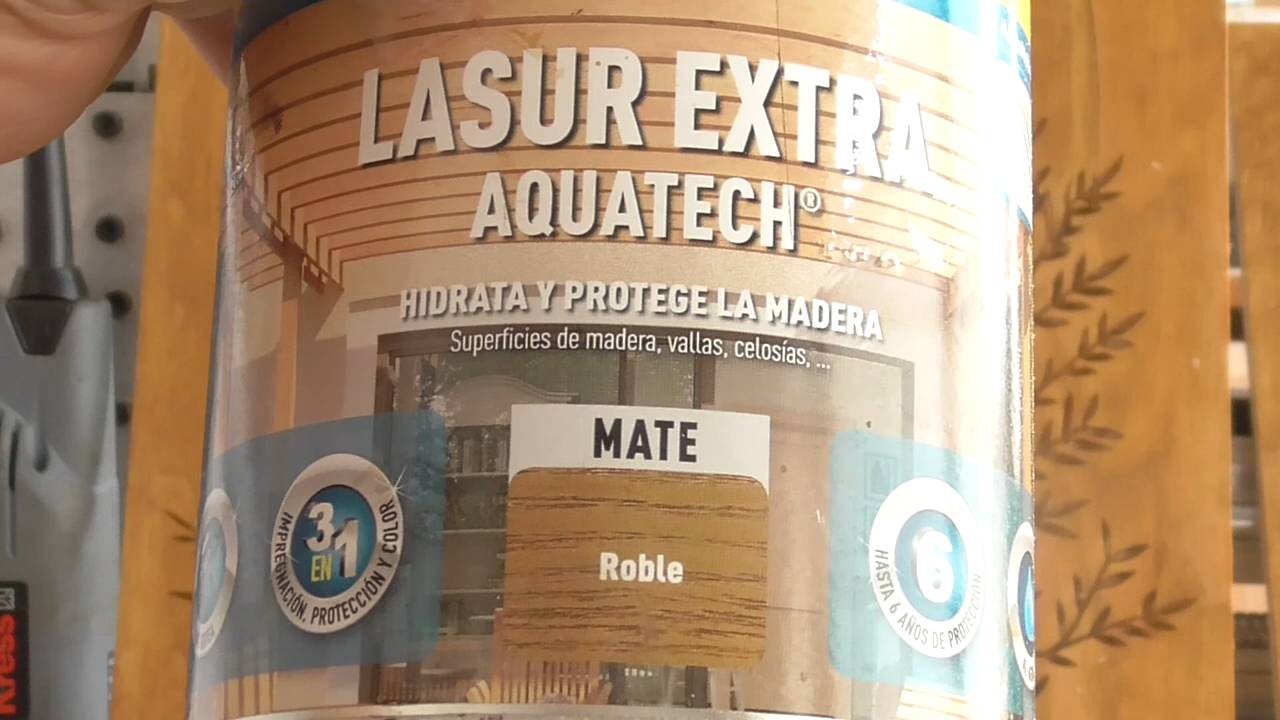 LASUR EXTRA
AQUATECH®
HIDRATA Y PROTEGE LA MADERA
Superficies de madera, vallas, celosías, ...
MATE
Roble
3 EN 1
IMPREGNACIÓN, PROTECCIÓN Y COLOR
6
HASTA 6 AÑOS DE PROTECCIÓN
Kress